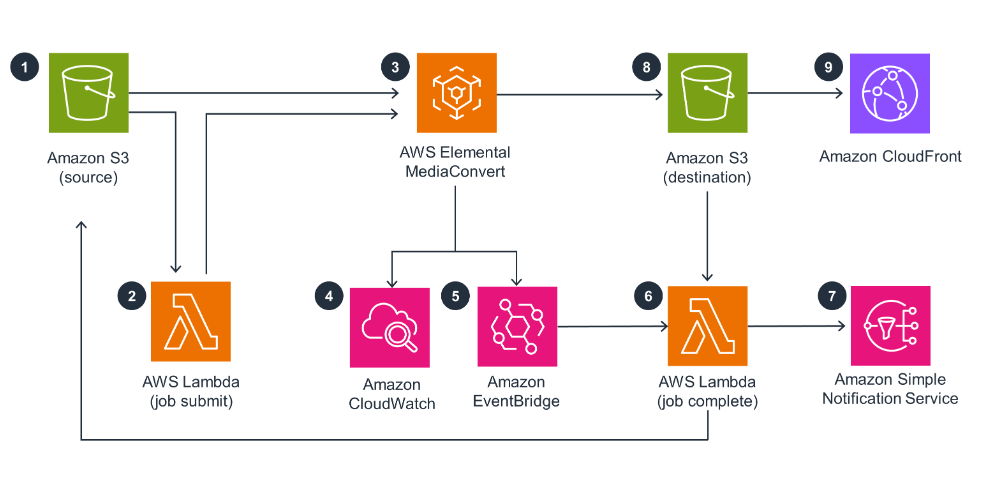 1
Amazon S3
(source)
3
AWS Elemental
MediaConvert
8
Amazon S3
(destination)
9
Amazon CloudFront
2
AWS Lambda
(job submit)
4
Amazon
CloudWatch
5
Amazon
EventBridge
6
AWS Lambda
(job complete)
7
Amazon Simple
Notification Service